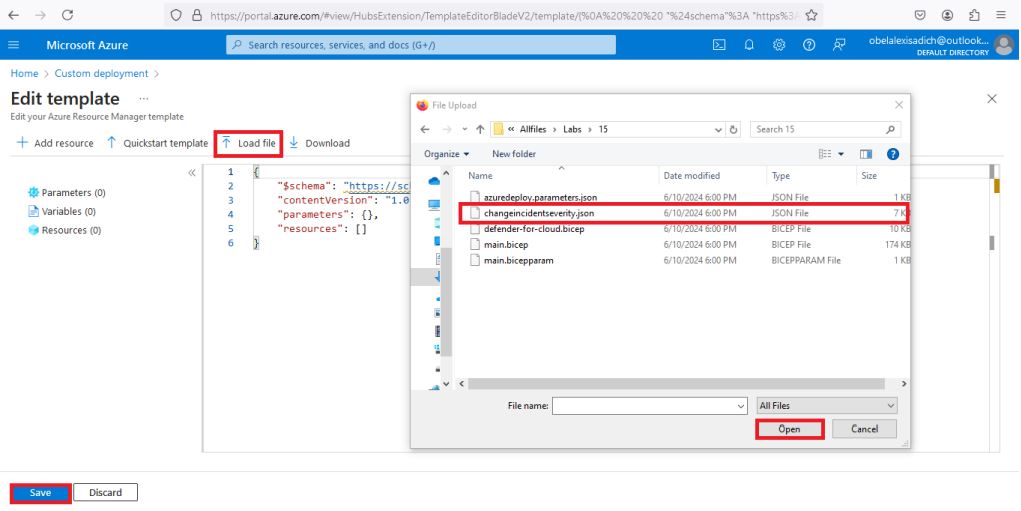 https://portal.azure.com/#view/HubsExtension/TemplateEditorBladeV2/template/{%0A%20%20%20 "%24schema"%3A "https%3A
Microsoft Azure
Search resources, services, and docs (G+/)
obelalexisadich@outlook...
DEFAULT DIRECTORY
Home > Custom deployment >
Edit template ...
Edit your Azure Resource Manager template
Add resource
Quickstart template
Load file
Download
Parameters (0)
Variables (0)
Resources (0)
1 {
2 "$schema": "https://sc
3 "contentVersion": "1.0
4 "parameters": {},
5 "resources": []
6 }
File Upload
« Allfiles > Labs > 15
Search 15
Organize
New folder
Name Date modified Type Size
azuredeploy.parameters.json 6/10/2024 6:00 PM JSON File 1 KB
changeincidentseverity.json 6/10/2024 6:00 PM JSON File 7 KB
defender-for-cloud.bicep 6/10/2024 6:00 PM BICEP File 10 KB
main.bicep 6/10/2024 6:00 PM BICEP File 174 KB
main.bicepparam 6/10/2024 6:00 PM BICEPPARAM File 1 KB
File name:
All Files
Open
Cancel
Save
Discard